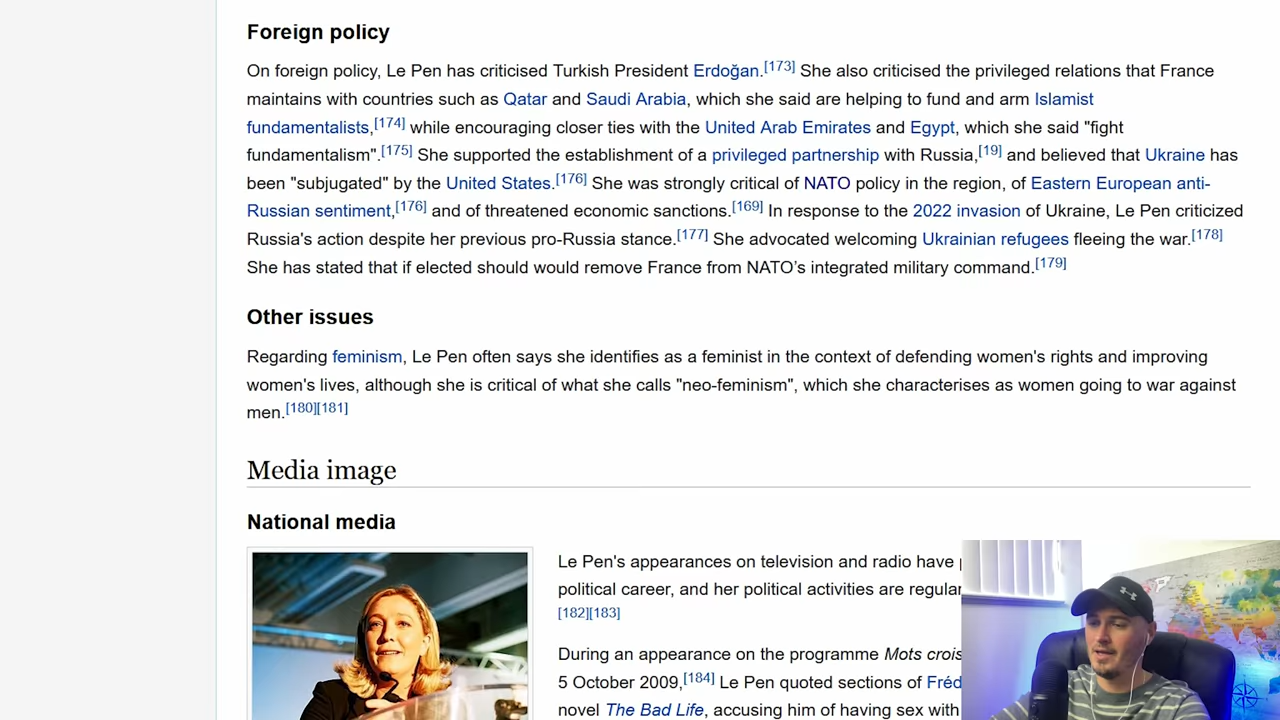 Foreign policy
On foreign policy, Le Pen has criticised Turkish President Erdoğan.[173] She also criticised the privileged relations that France
maintains with countries such as Qatar and Saudi Arabia, which she said are helping to fund and arm Islamist
fundamentalists,[174] while encouraging closer ties with the United Arab Emirates and Egypt, which she said "fight
fundamentalism".[175] She supported the establishment of a privileged partnership with Russia,[19] and believed that Ukraine has
been "subjugated" by the United States.[176] She was strongly critical of NATO policy in the region, of Eastern European anti-
Russian sentiment,[176] and of threatened economic sanctions.[169] In response to the 2022 invasion of Ukraine, Le Pen criticized
Russia's action despite her previous pro-Russia stance.[177] She advocated welcoming Ukrainian refugees fleeing the war.[178]
She has stated that if elected should would remove France from NATO’s integrated military command.[179]
Other issues
Regarding feminism, Le Pen often says she identifies as a feminist in the context of defending women's rights and improving
women's lives, although she is critical of what she calls "neo-feminism", which she characterises as women going to war against
men.[180][181]
Media image
National media
Le Pen's appearances on television and radio have
political career, and her political activities are regular
[182][183]
During an appearance on the programme Mots crois
5 October 2009,[184] Le Pen quoted sections of Fréd
novel The Bad Life, accusing him of having sex with